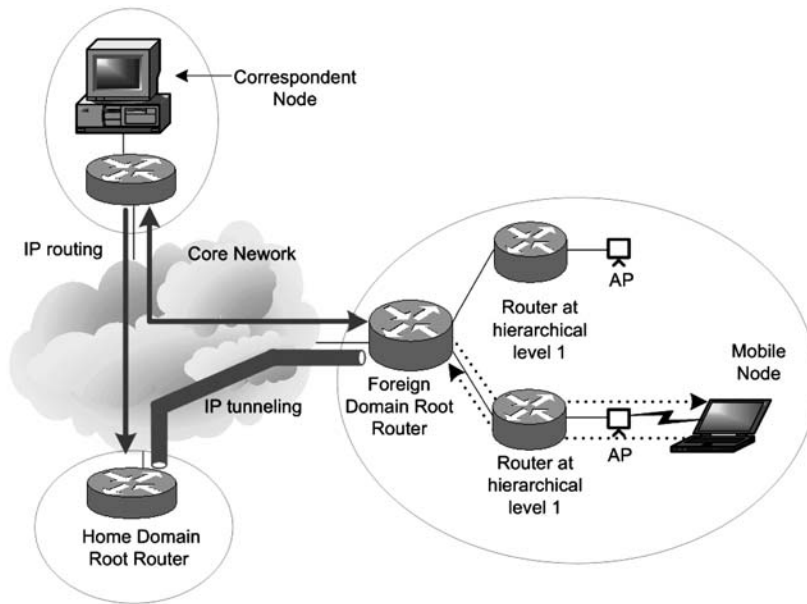 Correspondent
Node
IP routing
Core Nework
AP
Router at
hierarchical
level 1
Mobile
Node
Foreign
Domain Root
Router
IP tunneling
AP
Router at
hierarchical
level 1
Home Domain
Root Router